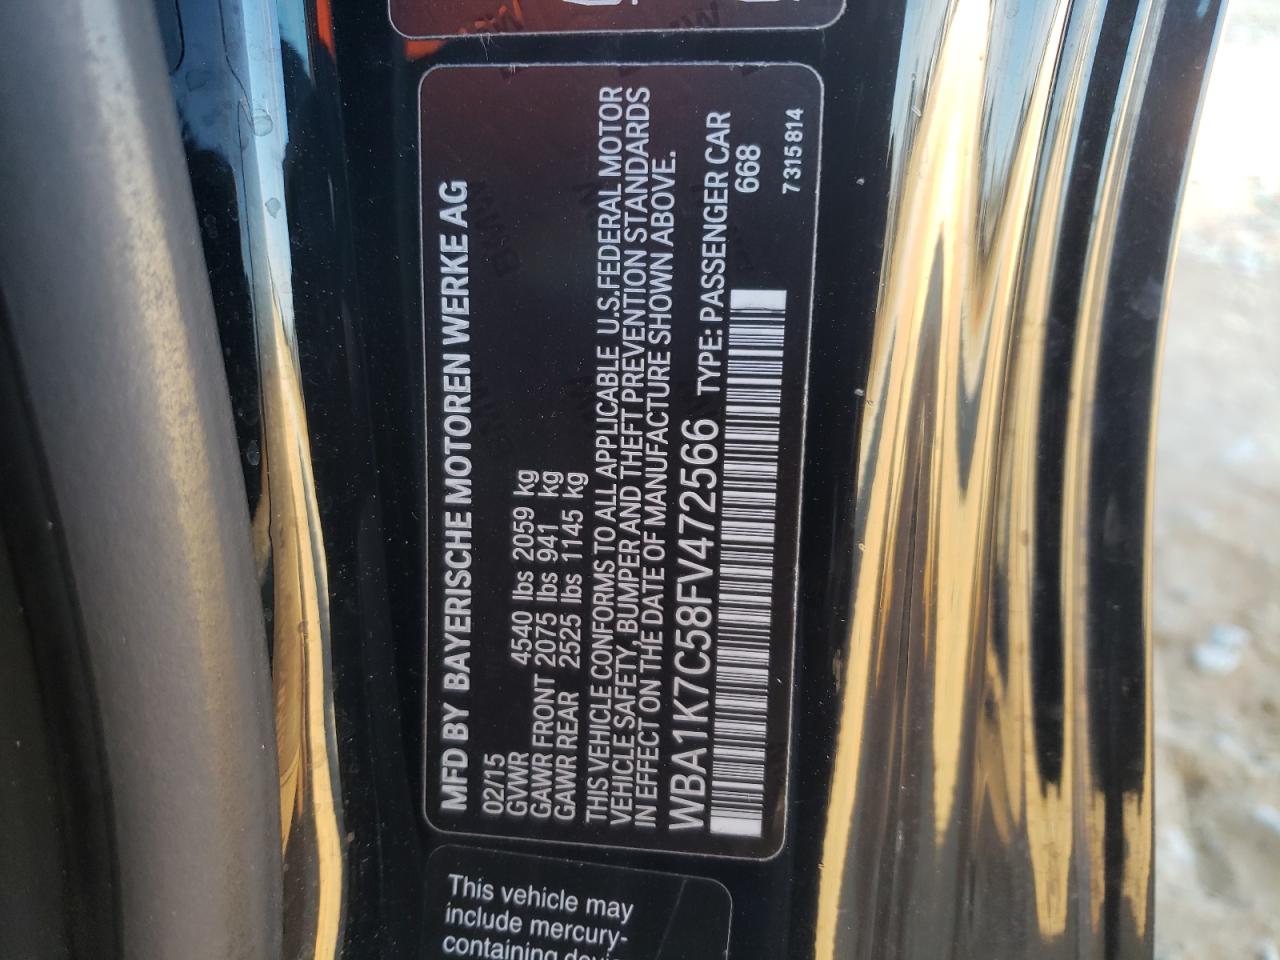 MFD BY BAYERISCHE MOTOREN WERKE AG
02/15
GVWR 4540 lbs 2059 kg
GAWR FRONT 2075 lbs 941 kg
GAWR REAR 2525 lbs 1145 kg
THIS VEHICLE CONFORMS TO ALL APPLICABLE U.S.FEDERAL MOTOR
VEHICLE SAFETY, BUMPER AND THEFT PREVENTION STANDARDS
IN EFFECT ON THE DATE OF MANUFACTURE SHOWN ABOVE.
WBA1K7C58FV472566 TYPE: PASSENGER CAR
668
7315814
This vehicle may
include mercury-
containing